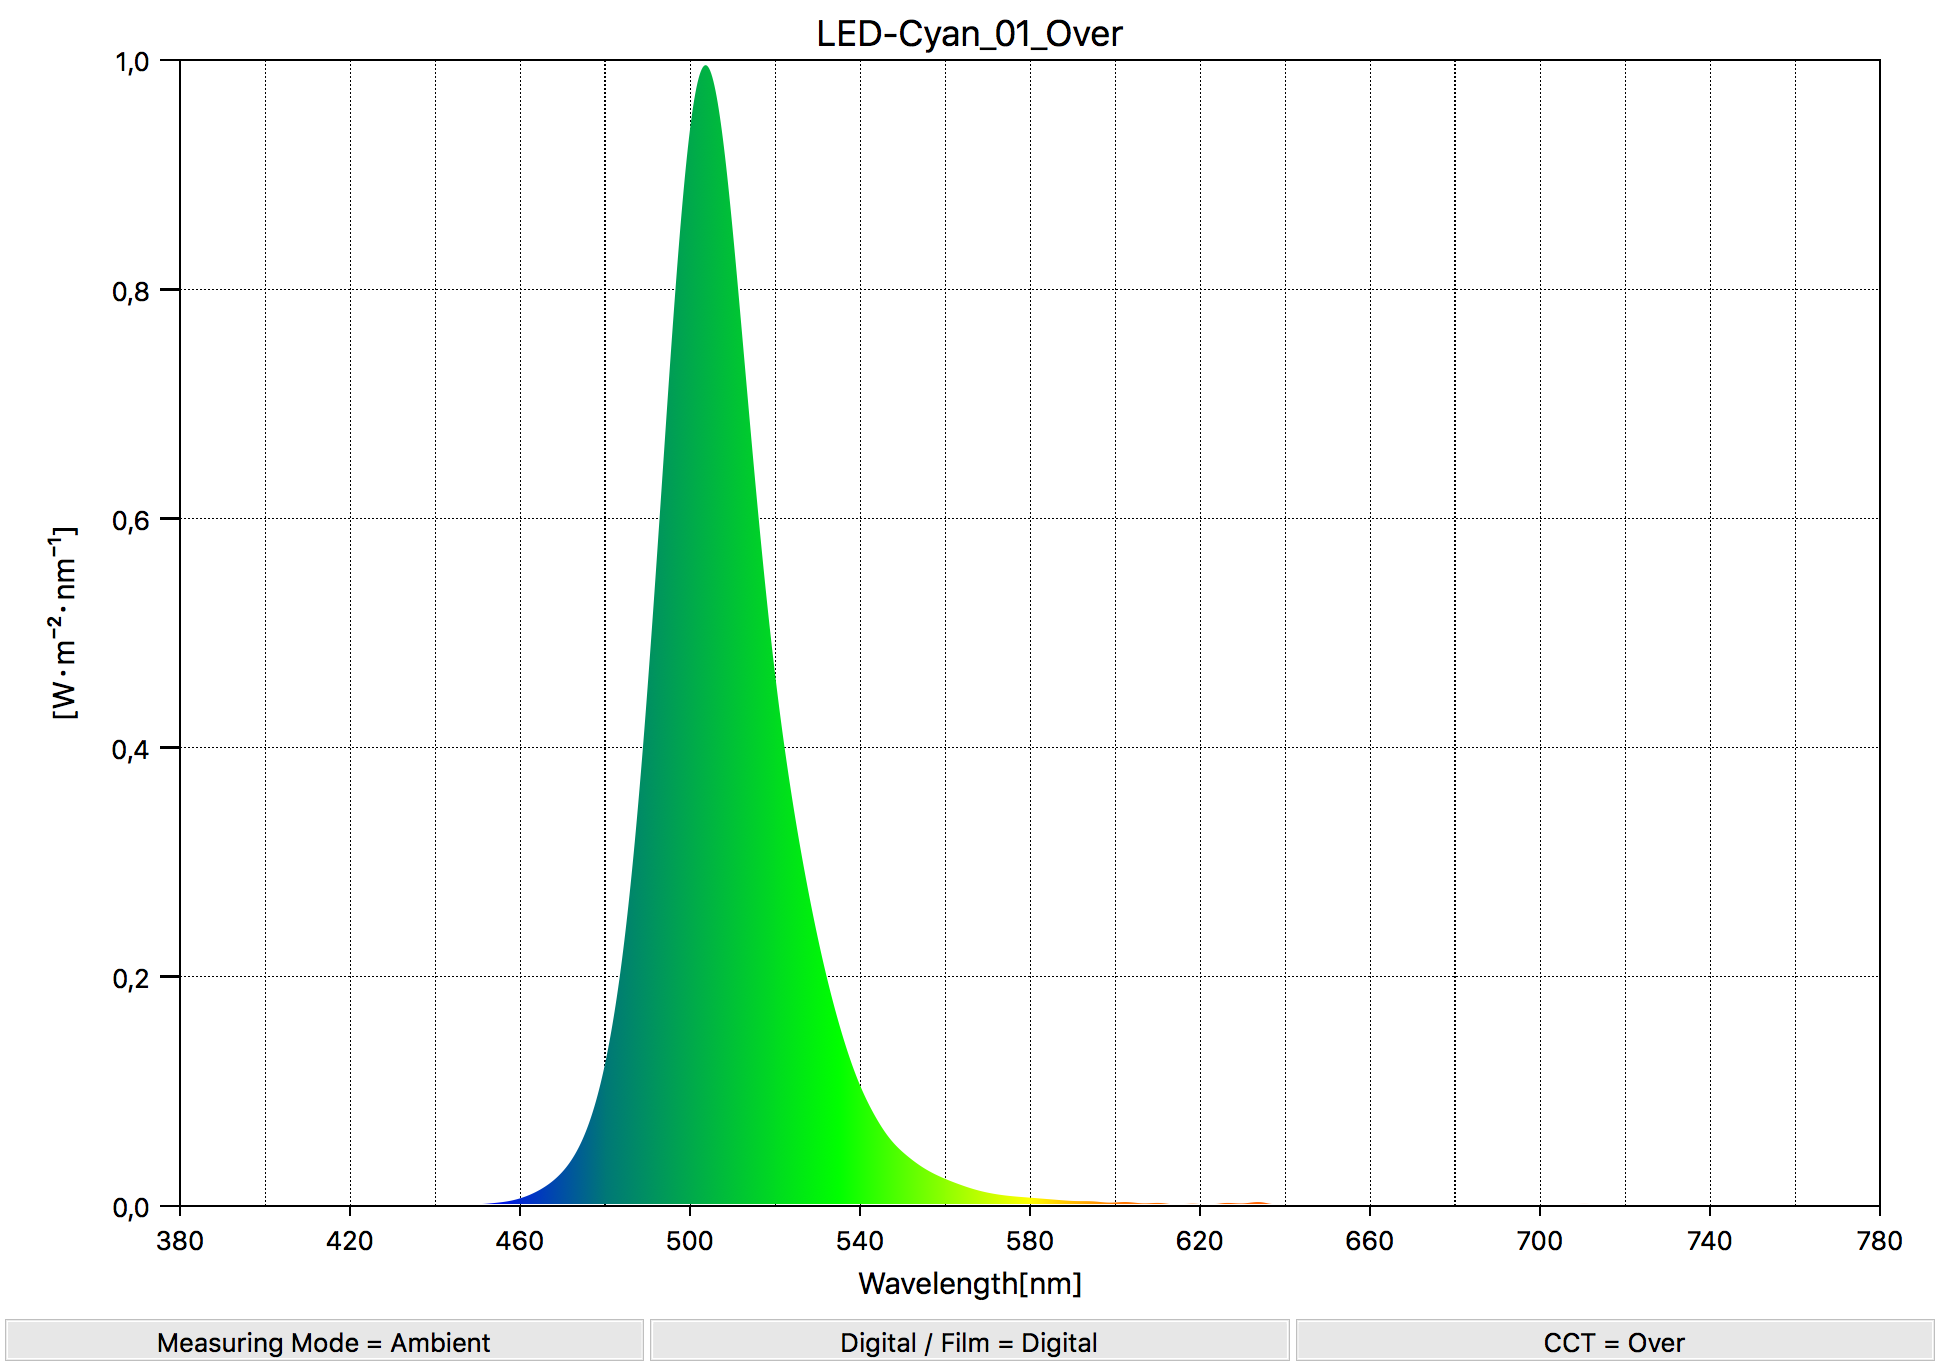 LED-Cyan_01_Over
1,0
0,8
0,6
0,4
0,2
0,0
[W·m⁻²·nm⁻¹]
380 420 460 500 540 580 620 660 700 740 780
Wavelength[nm]
Measuring Mode = Ambient
Digital / Film = Digital
CCT = Over